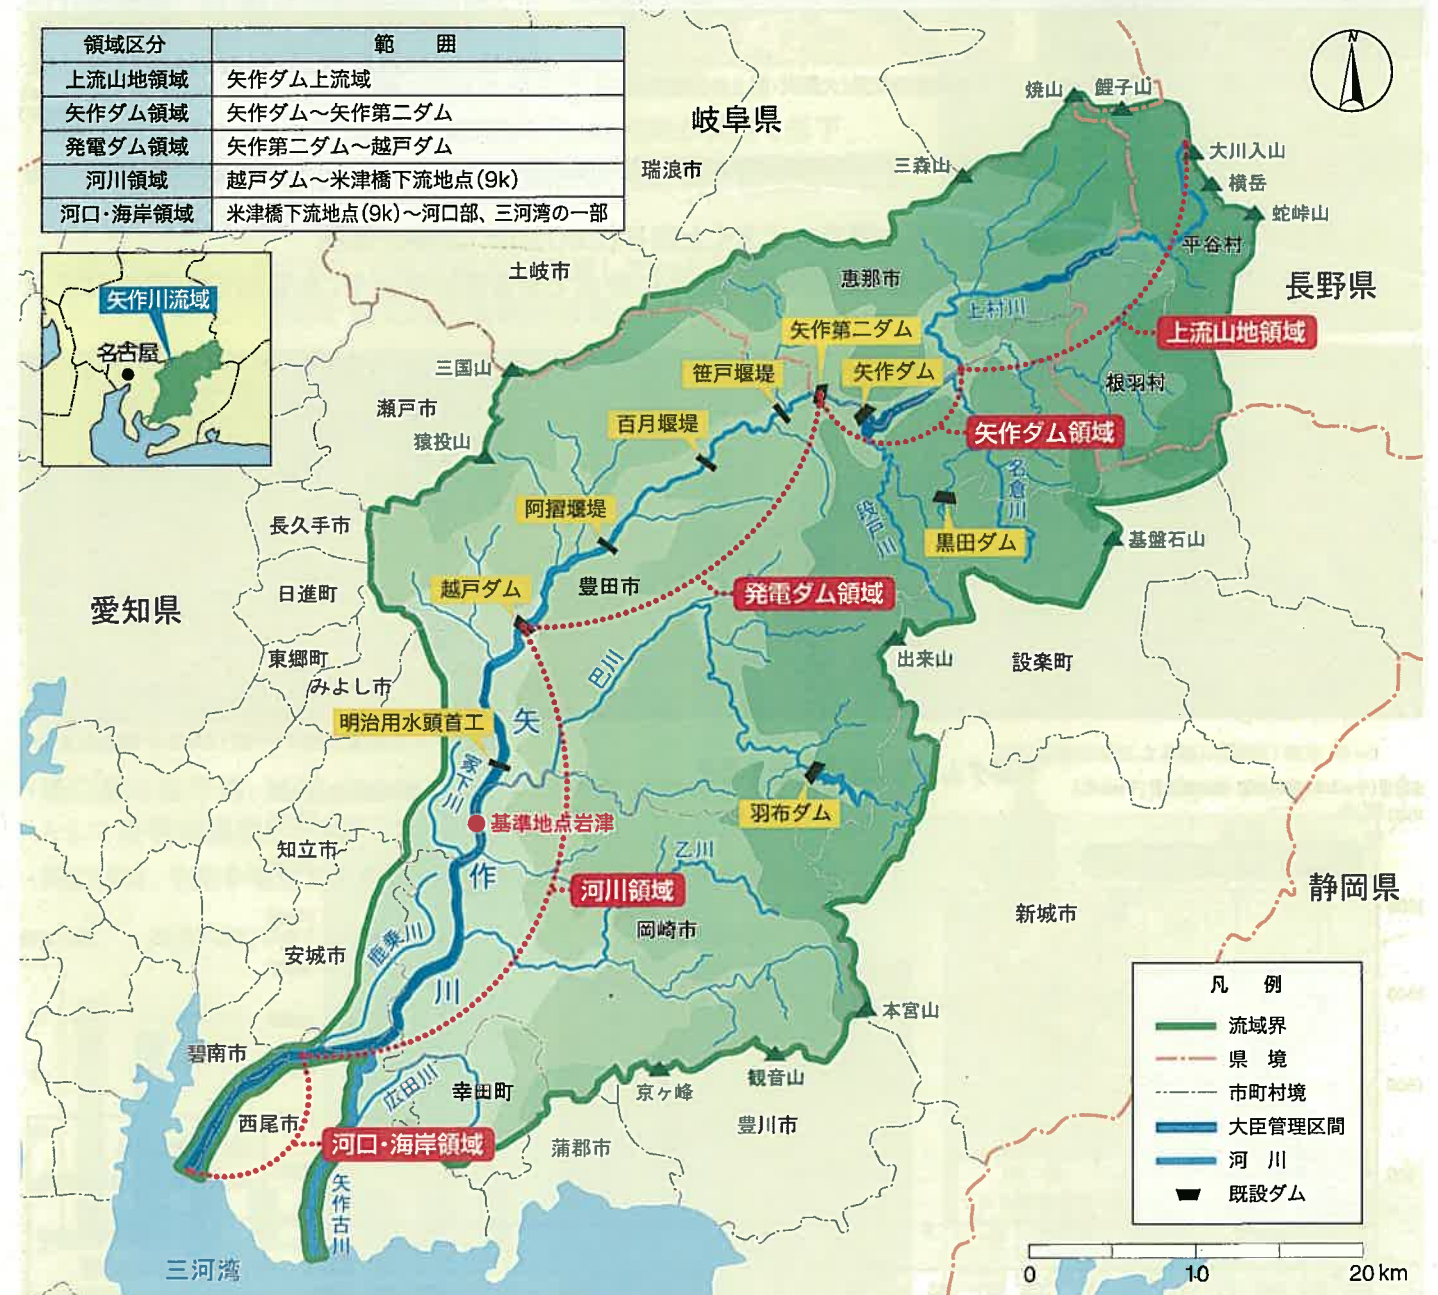 領域区分 範 囲
上流山地領域 矢作ダム上流域
矢作ダム領域 矢作ダム～矢作第二ダム
発電ダム領域 矢作第二ダム～越戸ダム
河川領域 越戸ダム～米津橋下流地点(9k)
河口・海岸領域 米津橋下流地点(9k)～河口部、三河湾の一部
N
矢作川流域
名古屋
岐阜県
瑞浪市
土岐市
焼山
鯉子山
三森山
大川入山
横岳
蛇峠山
平谷村
長野県
恵那市
上村川
上流山地領域
矢作第二ダム
矢作ダム
笹戸堰堤
三国山
瀬戸市
猿投山
根羽村
百月堰堤
矢作ダム領域
名倉川
段戸川
黒田ダム
阿摺堰堤
長久手市
基盤石山
日進町
愛知県
越戸ダム
豊田市
発電ダム領域
東郷町
みよし市
巴川
出来山
設楽町
明治用水頭首工
矢
家下川
羽布ダム
基準地点岩津
知立市
作
乙川
河川領域
静岡県
新城市
岡崎市
安城市
鹿乗川
川
本宮山
碧南市
観音山
京ヶ峰
広田川
幸田町
西尾市
豊川市
河口・海岸領域
蒲郡市
矢作古川
三河湾
凡 例
流域界
県 境
市町村境
大臣管理区間
河 川
既設ダム
0 10 20km